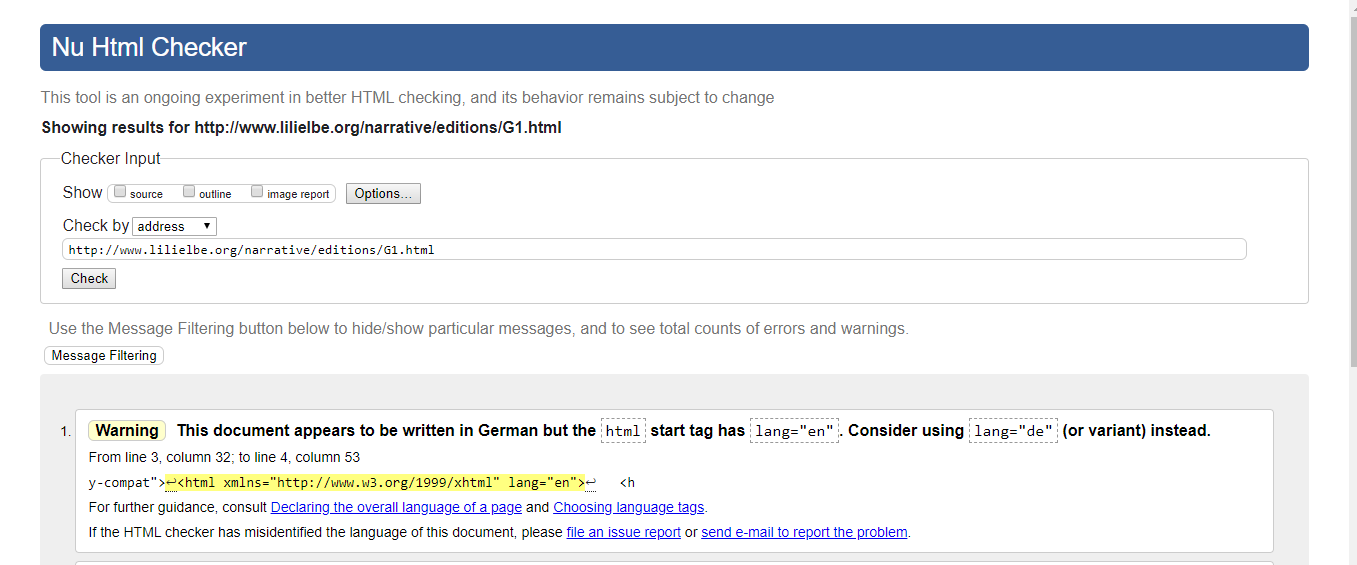 Nu Html Checker
This tool is an ongoing experiment in better HTML checking, and its behavior remains subject to change
Showing results for http://www.lilielbe.org/narrative/editions/G1.html
Checker Input
Show source outline image report Options...
Check by address
http://www.lilielbe.org/narrative/editions/G1.html
Check
Use the Message Filtering button below to hide/show particular messages, and to see total counts of errors and warnings.
Message Filtering
1. Warning This document appears to be written in German but the html start tag has lang="en". Consider using lang="de" (or variant) instead.
From line 3, column 32; to line 4, column 53
y-compat">↩<html xmlns="http://www.w3.org/1999/xhtml" lang="en">↩ <h
For further guidance, consult Declaring the overall language of a page and Choosing language tags.
If the HTML checker has misidentified the language of this document, please file an issue report or send e-mail to report the problem.